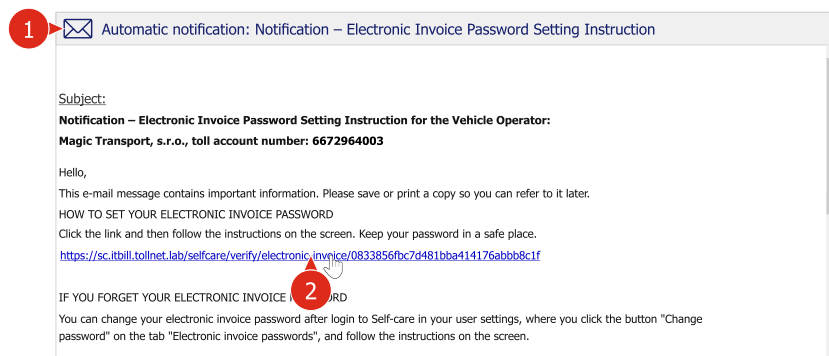 1
Automatic notification: Notification – Electronic Invoice Password Setting Instruction
Subject:
Notification – Electronic Invoice Password Setting Instruction for the Vehicle Operator:
Magic Transport, s.r.o., toll account number: 6672964003
Hello,
This e-mail message contains important information. Please save or print a copy so you can refer to it later.
HOW TO SET YOUR ELECTRONIC INVOICE PASSWORD
Click the link and then follow the instructions on the screen. Keep your password in a safe place.
https://sc.itbill.tollnet.lab/selfcare/verify/electronic-invoice/0833856fbc7d481bba414176abbb8c1f
2
IF YOU FORGET YOUR ELECTRONIC INVOICE
You can change your electronic invoice password after login to Self-care in your user settings, where you click the button "Change
password" on the tab "Electronic invoice passwords", and follow the instructions on the screen.